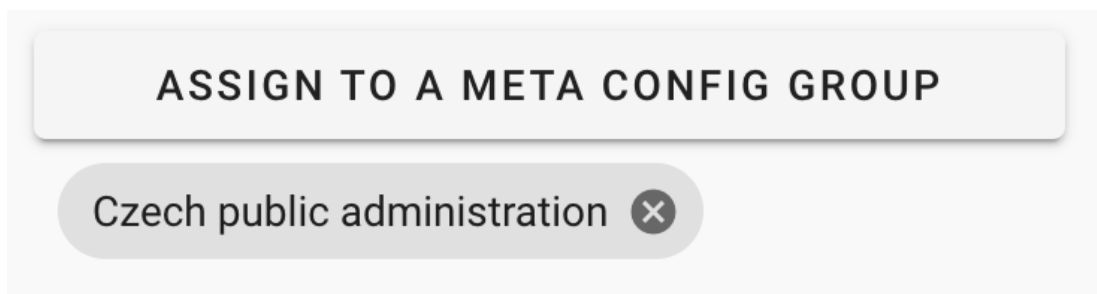 ASSIGN TO A META CONFIG GROUP
Czech public administration